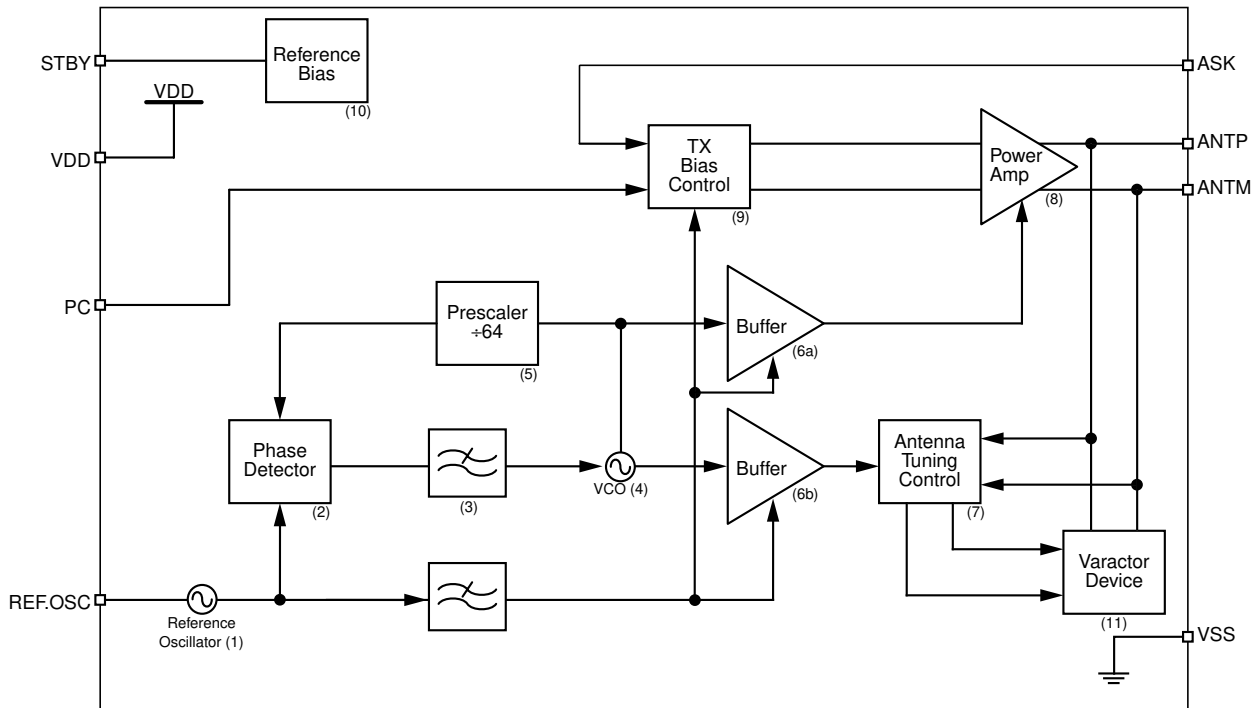 STBY
Reference
Bias
(10)
VDD
VDD
ASK
TX
Bias
Control
(9)
Power
Amp
(8)
ANTP
ANTM
PC
Prescaler
÷64
(5)
Buffer
(6a)
Phase
Detector
(2)
(3)
VCO (4)
Buffer
(6b)
Antenna
Tuning
Control
(7)
REF.OSC
Reference
Oscillator (1)
Varactor
Device
(11)
VSS